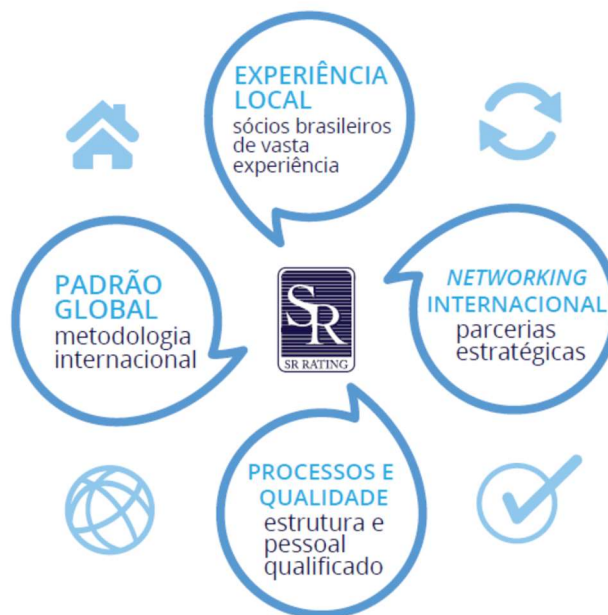 EXPERIÊNCIA
LOCAL
sócios brasileiros
de vasta
experiência
PADRÃO
GLOBAL
metodologia
internacional
SR
SR RATING
NETWORKING
INTERNACIONAL
parcerias
estratégicas
PROCESSOS E
QUALIDADE
estrutura e
pessoal
qualificado